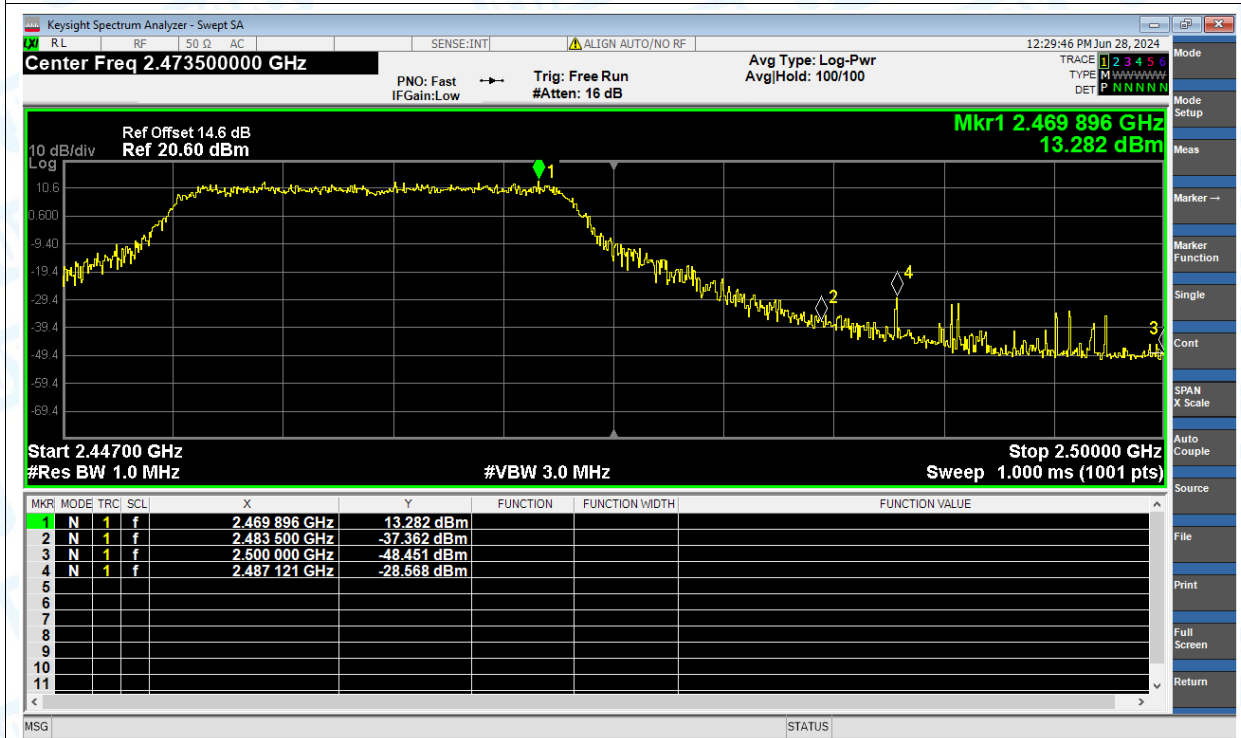 Keysight Spectrum Analyzer - Swept SA
LXI RL RF 50 Ω AC SENSE:INT ALIGN AUTO/NO RF 12:29:46 PM Jun 28, 2024
Center Freq 2.473500000 GHz
PNO: Fast
IFGain:Low
Trig: Free Run
#Atten: 16 dB
Avg Type: Log-Pwr
Avg|Hold: 100/100
TRACE 1 2 3 4 5 6
TYPE M WWWWW
DET P N N N N N
Ref Offset 14.6 dB
10 dB/div Ref 20.60 dBm
Log
Mkr1 2.469 896 GHz
13.282 dBm
10.6
0.600
-9.40
-19.4
-29.4
-39.4
-49.4
-59.4
-69.4
1
2
4
3
Start 2.44700 GHz Stop 2.50000 GHz
#Res BW 1.0 MHz #VBW 3.0 MHz Sweep 1.000 ms (1001 pts)
MKR MODE TRC SCL X Y FUNCTION FUNCTION WIDTH FUNCTION VALUE
1 N 1 f 2.469 896 GHz 13.282 dBm
2 N 1 f 2.483 500 GHz -37.362 dBm
3 N 1 f 2.500 000 GHz -48.451 dBm
4 N 1 f 2.487 121 GHz -28.568 dBm
5
6
7
8
9
10
11
MSG STATUS
Mode
Mode
Setup
Meas
Marker →
Marker
Function
Single
Cont
SPAN
X Scale
Auto
Couple
Source
File
Print
Full
Screen
Return